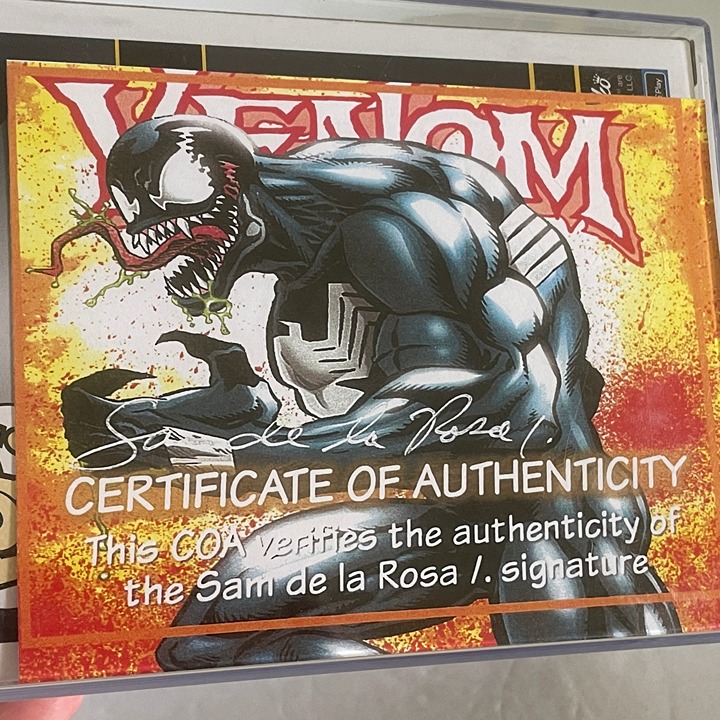 VENOM
Sam de la Rosa /.
CERTIFICATE OF AUTHENTICITY
This COA verifies the authenticity of
the Sam de la Rosa /. signature